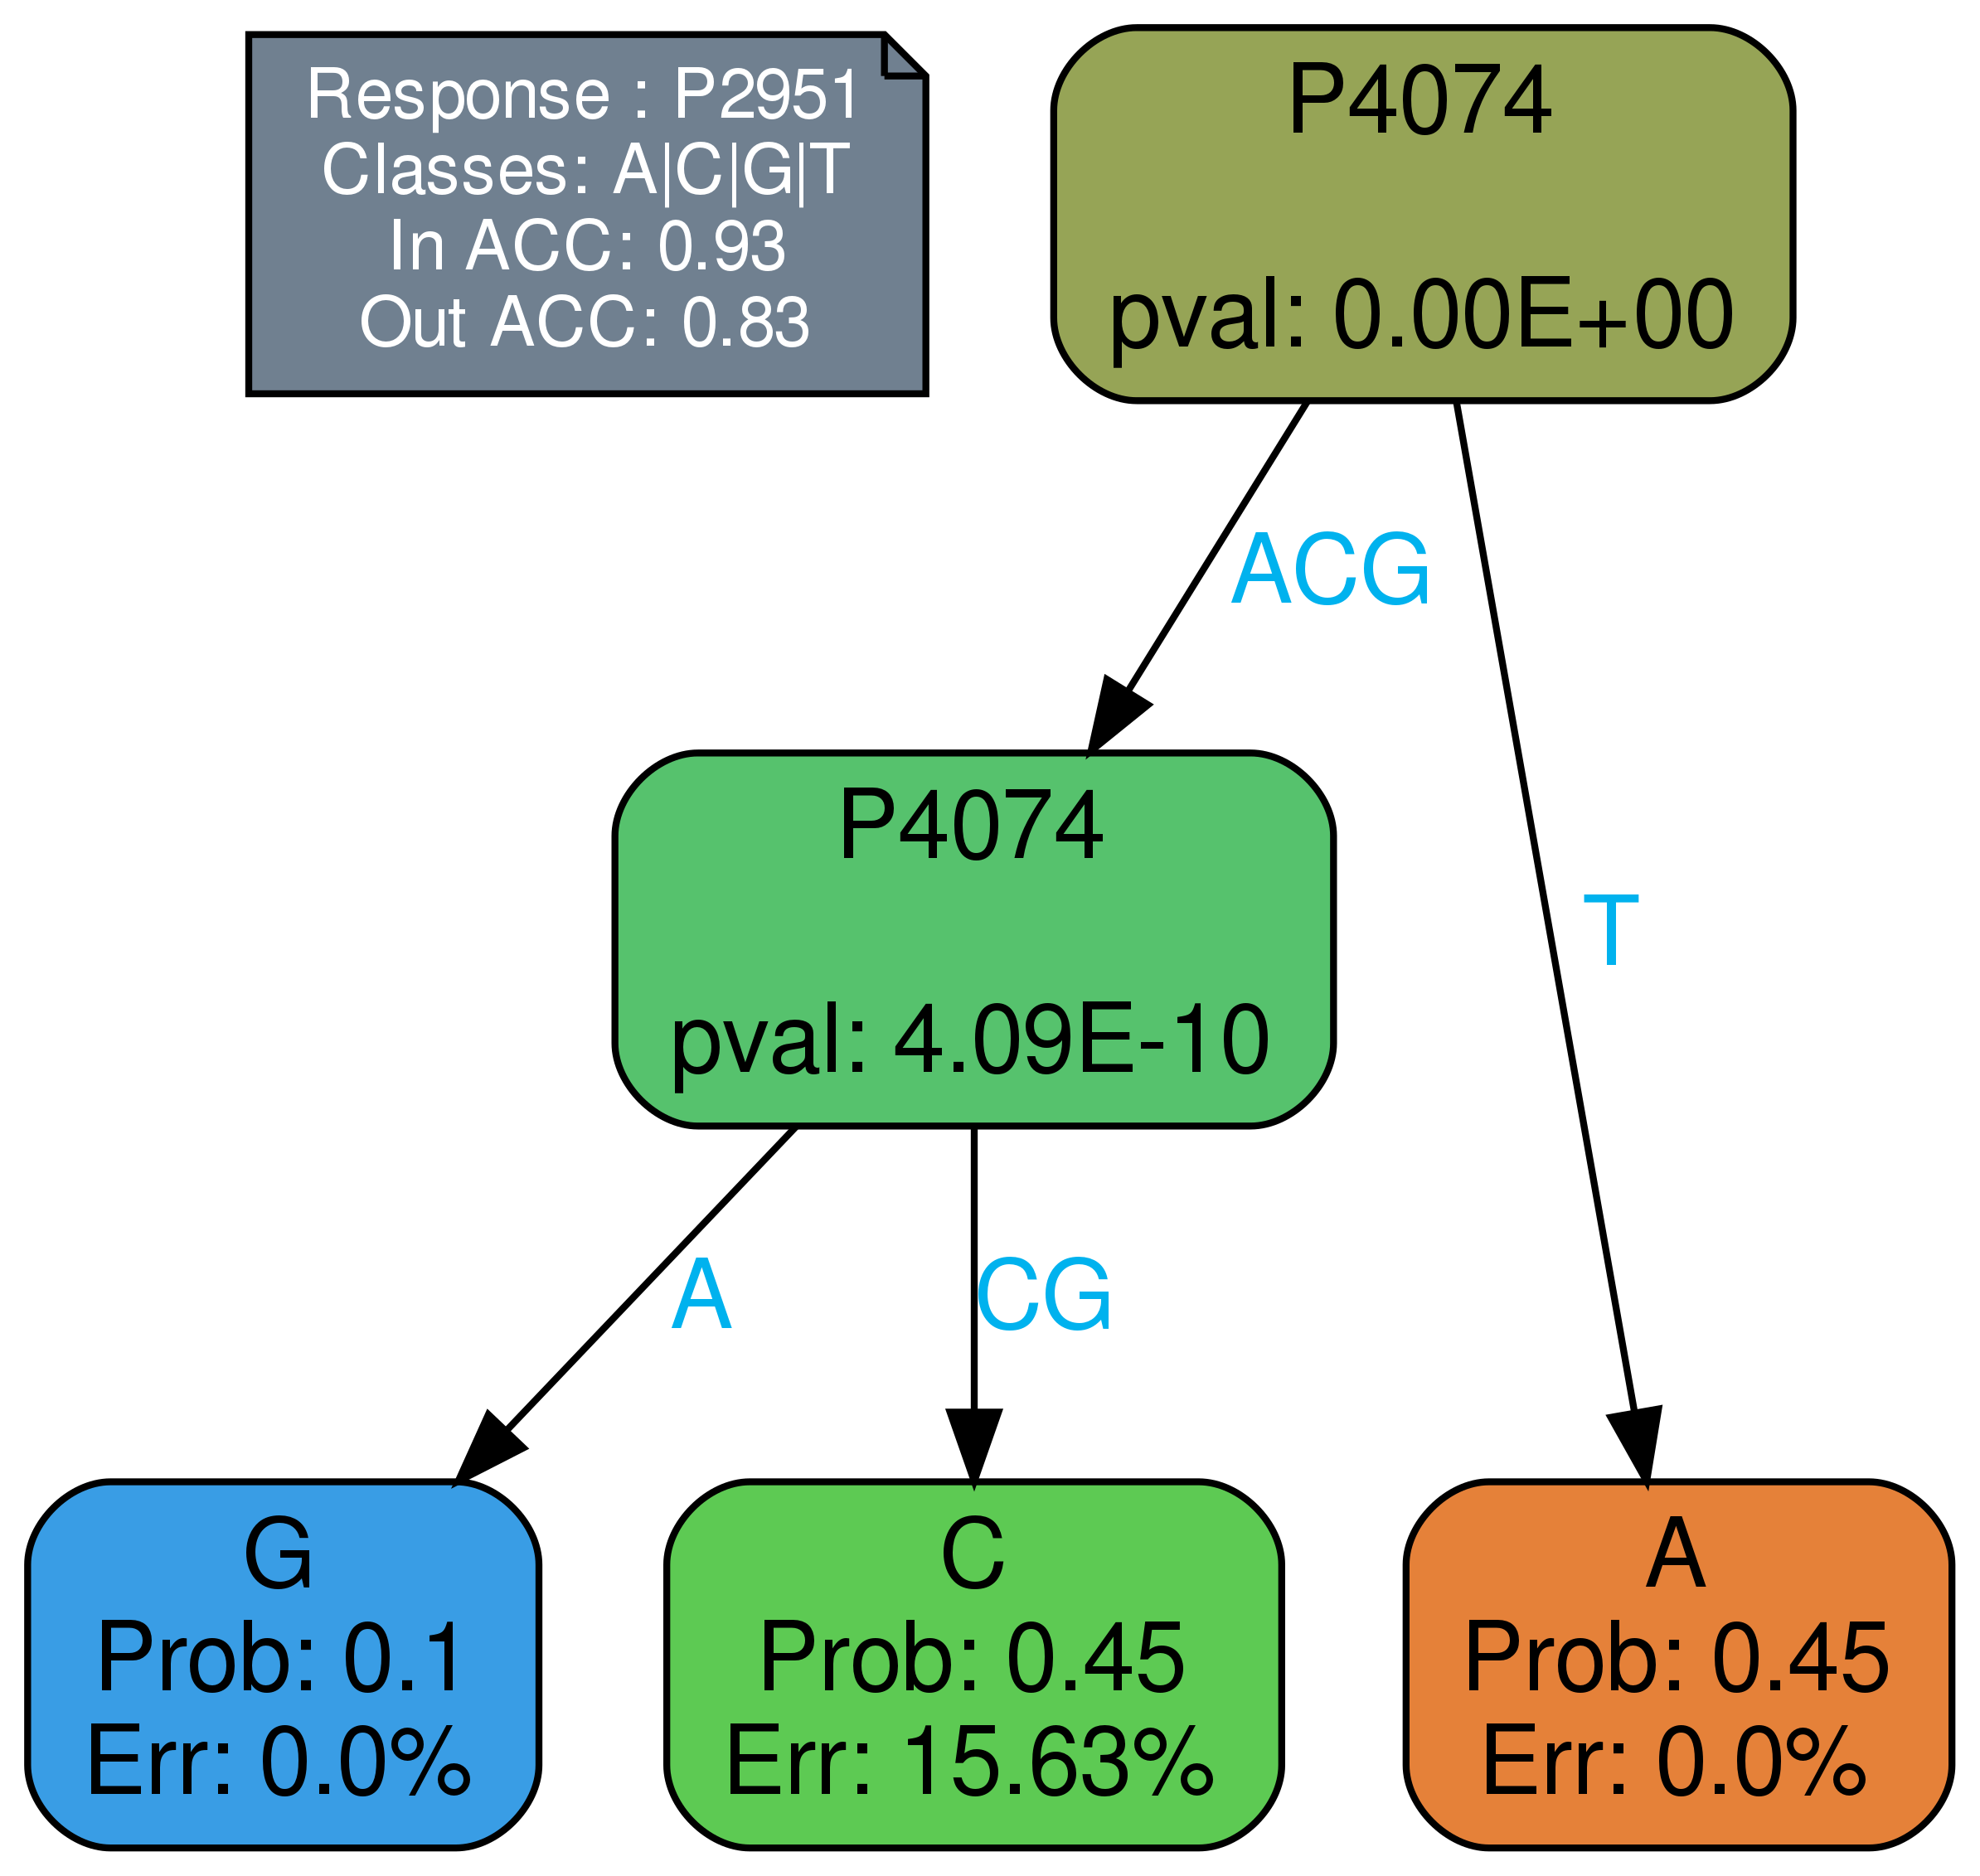 Response : P2951
Classes: A|C|G|T
In ACC: 0.93
Out ACC: 0.83
P4074
pval: 0.00E+00
ACG
T
P4074
pval: 4.09E-10
A
CG
G
Prob: 0.1
Err: 0.0%
C
Prob: 0.45
Err: 15.63%
A
Prob: 0.45
Err: 0.0%